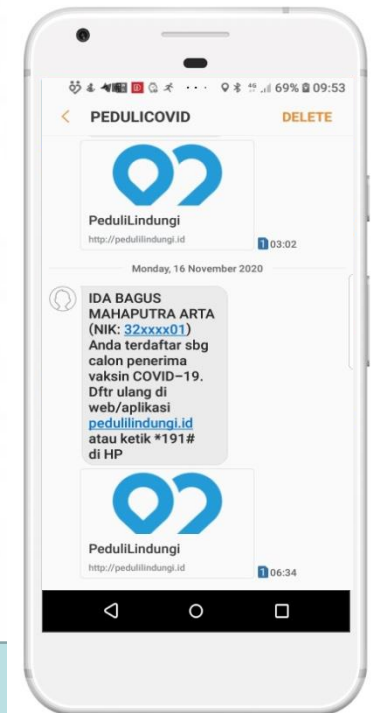 69% 09:53
PEDULICOVID DELETE
PeduliLindungi
http://pedulilindungi.id
1 03:02
Monday, 16 November 2020
IDA BAGUS
MAHAPUTRA ARTA
(NIK: 32xxxx01)
Anda terdaftar sbg
calon penerima
vaksin COVID-19.
Dftr ulang di
web/aplikasi
pedulilindungi.id
atau ketik *191#
di HP
PeduliLindungi
http://pedulilindungi.id
1 06:34